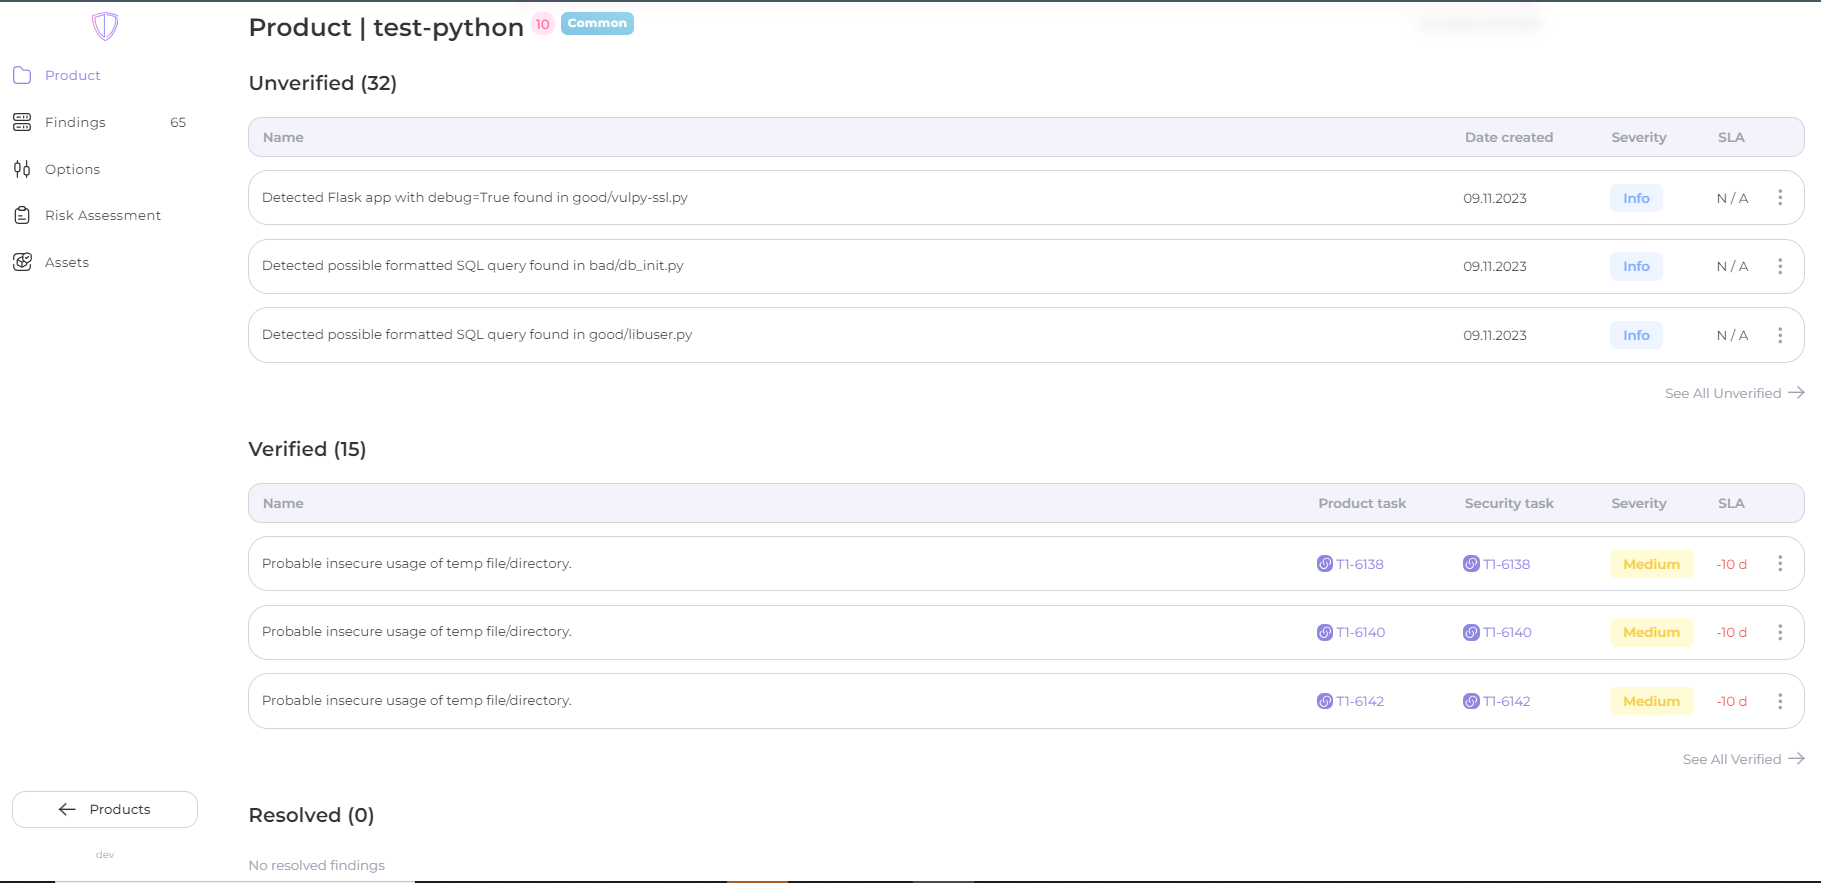 Product | test-python 10 Common
Product
Findings 65
Options
Risk Assessment
Assets
Unverified (32)
Name Date created Severity SLA
Detected Flask app with debug=True found in good/vulpy-ssl.py 09.11.2023 Info N / A
Detected possible formatted SQL query found in bad/db_init.py 09.11.2023 Info N / A
Detected possible formatted SQL query found in good/libuser.py 09.11.2023 Info N / A
See All Unverified
Verified (15)
Name Product task Security task Severity SLA
Probable insecure usage of temp file/directory. T1-6138 T1-6138 Medium -10 d
Probable insecure usage of temp file/directory. T1-6140 T1-6140 Medium -10 d
Probable insecure usage of temp file/directory. T1-6142 T1-6142 Medium -10 d
See All Verified
Resolved (0)
No resolved findings
Products
dev